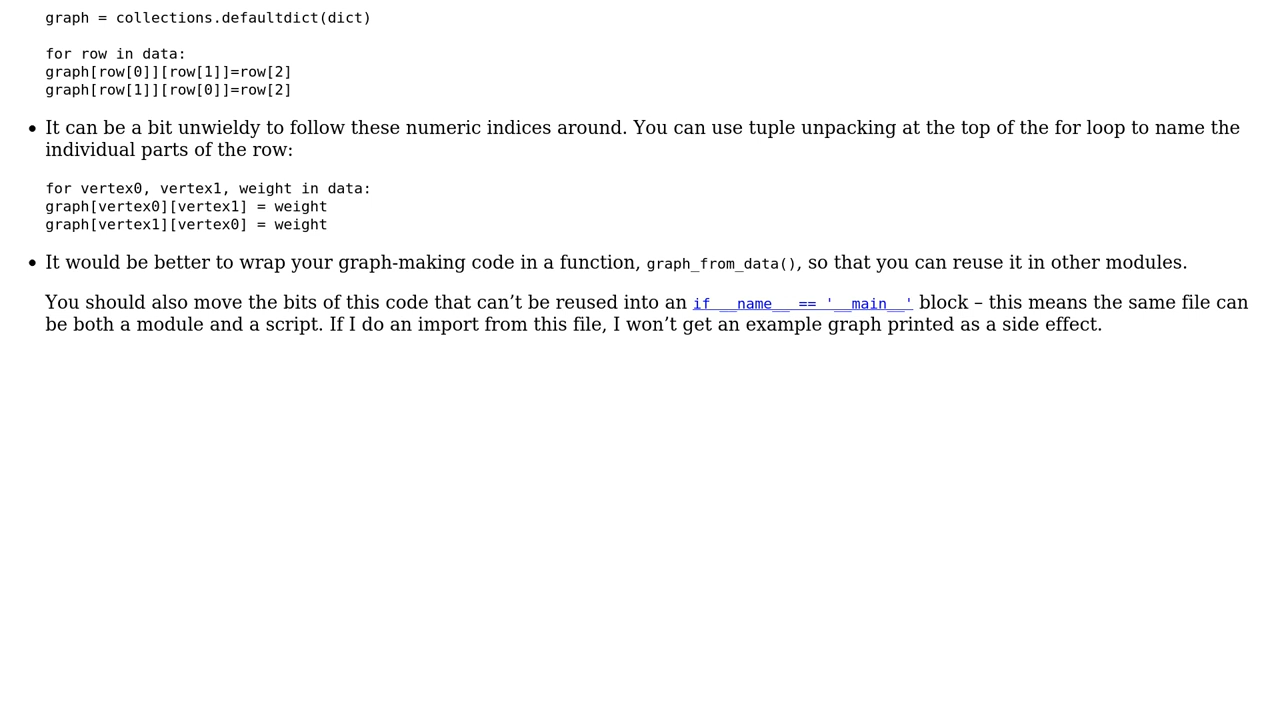 graph = collections.defaultdict(dict)
for row in data:
graph[row[0]][row[1]]=row[2]
graph[row[1]][row[0]]=row[2]
• It can be a bit unwieldy to follow these numeric indices around. You can use tuple unpacking at the top of the for loop to name the
individual parts of the row:
for vertex0, vertex1, weight in data:
graph[vertex0][vertex1] = weight
graph[vertex1][vertex0] = weight
• It would be better to wrap your graph-making code in a function, graph_from_data(), so that you can reuse it in other modules.
You should also move the bits of this code that can’t be reused into an if __name__ == '__main__' block – this means the same file can
be both a module and a script. If I do an import from this file, I won’t get an example graph printed as a side effect.